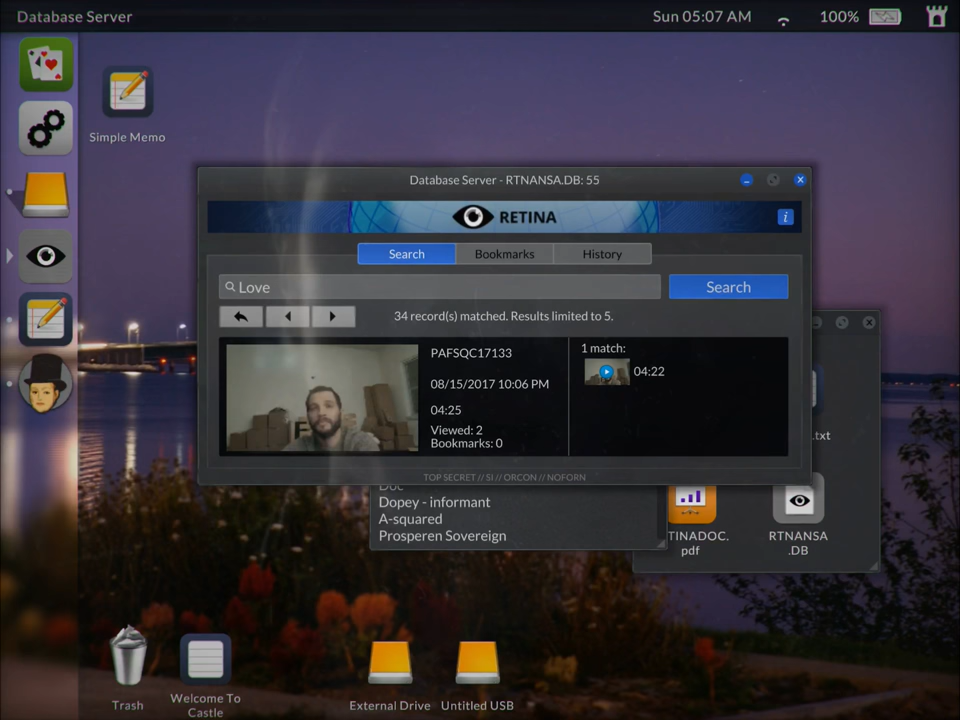 Database Server
Sun 05:07 AM
100%
Simple Memo
Database Server - RTNANSA.DB: 55
RETINA
i
Search
Bookmarks
History
Love
Search
34 record(s) matched. Results limited to 5.
PAFSQC17133
08/15/2017 10:06 PM
04:25
Viewed: 2
Bookmarks: 0
1 match:
04:22
TOP SECRET // SI // ORCON // NOFORN
.txt
Doc
Dopey - informant
A-squared
Prosperen Sovereign
TINADOC.
pdf
RTNANSA
.DB
Trash
Welcome To
Castle
External Drive
Untitled USB